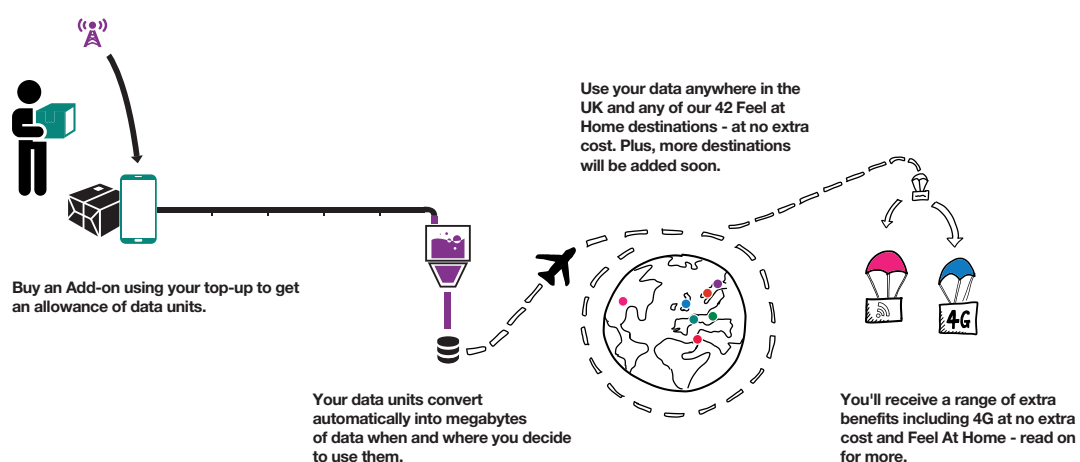 Buy an Add-on using your top-up to get
an allowance of data units.
Your data units convert
automatically into megabytes
of data when and where you decide
to use them.
Use your data anywhere in the
UK and any of our 42 Feel at
Home destinations - at no extra
cost. Plus, more destinations
will be added soon.
4G
You'll receive a range of extra
benefits including 4G at no extra
cost and Feel At Home - read on
for more.